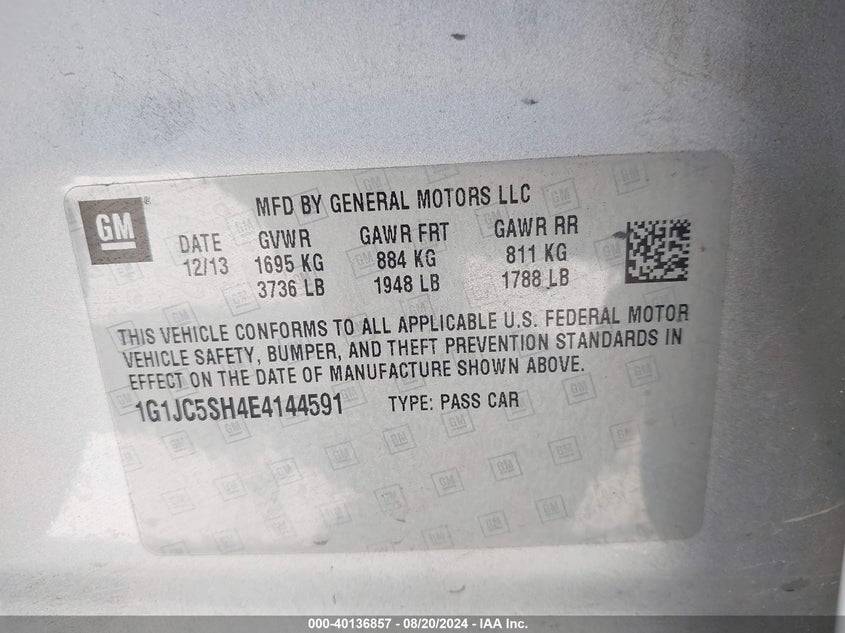 GM
®
MFD BY GENERAL MOTORS LLC
DATE GVWR GAWR FRT GAWR RR
12/13 1695 KG 884 KG 811 KG
3736 LB 1948 LB 1788 LB
THIS VEHICLE CONFORMS TO ALL APPLICABLE U.S. FEDERAL MOTOR
VEHICLE SAFETY, BUMPER, AND THEFT PREVENTION STANDARDS IN
EFFECT ON THE DATE OF MANUFACTURE SHOWN ABOVE.
1G1JC5SH4E4144591 TYPE: PASS CAR
000-40136857 - 08/20/2024 - IAA Inc.